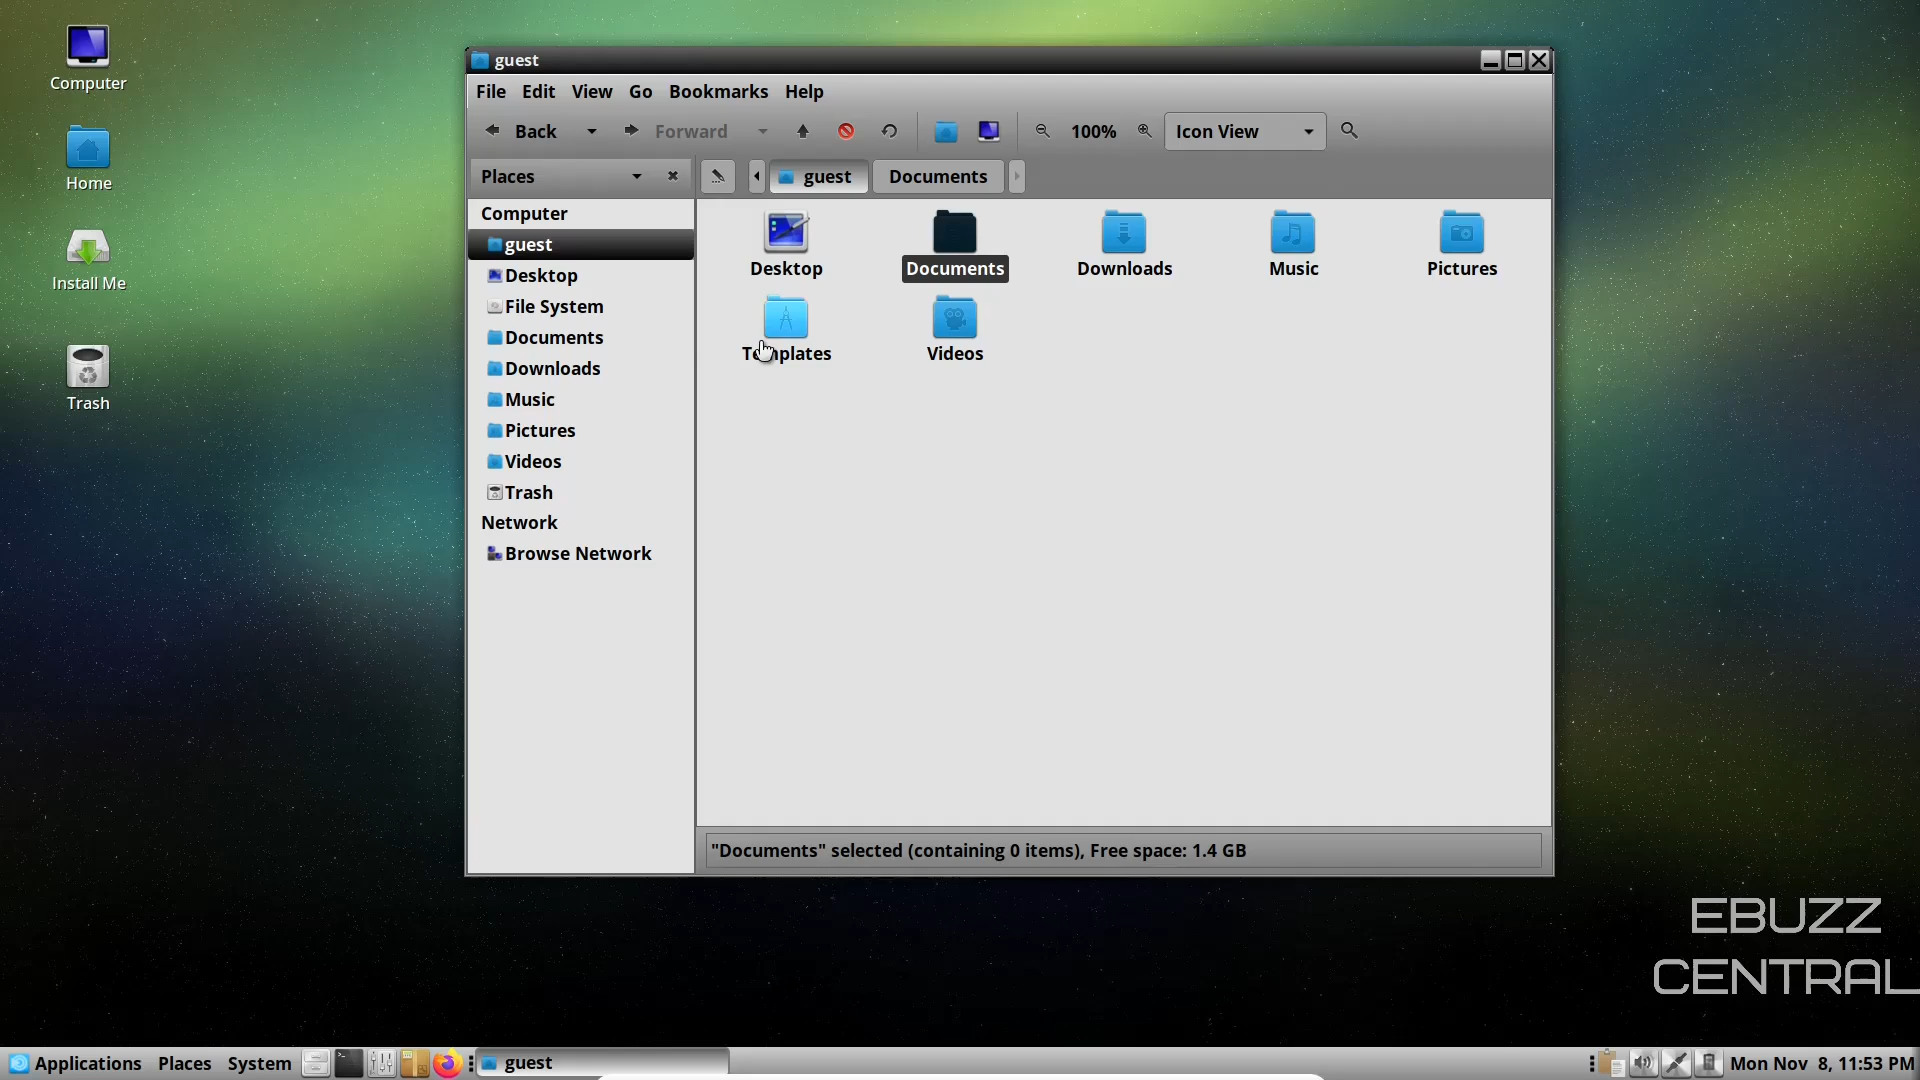 Computer
Home
Install Me
Trash
guest
File Edit View Go Bookmarks Help
Back Forward 100% Icon View
Places guest Documents
Computer
guest
Desktop
File System
Documents
Downloads
Music
Pictures
Videos
Trash
Network
Browse Network
Desktop Documents Downloads Music Pictures
Templates Videos
"Documents" selected (containing 0 items), Free space: 1.4 GB
EBUZZ
CENTRAL
Applications Places System guest Mon Nov 8, 11:53 PM